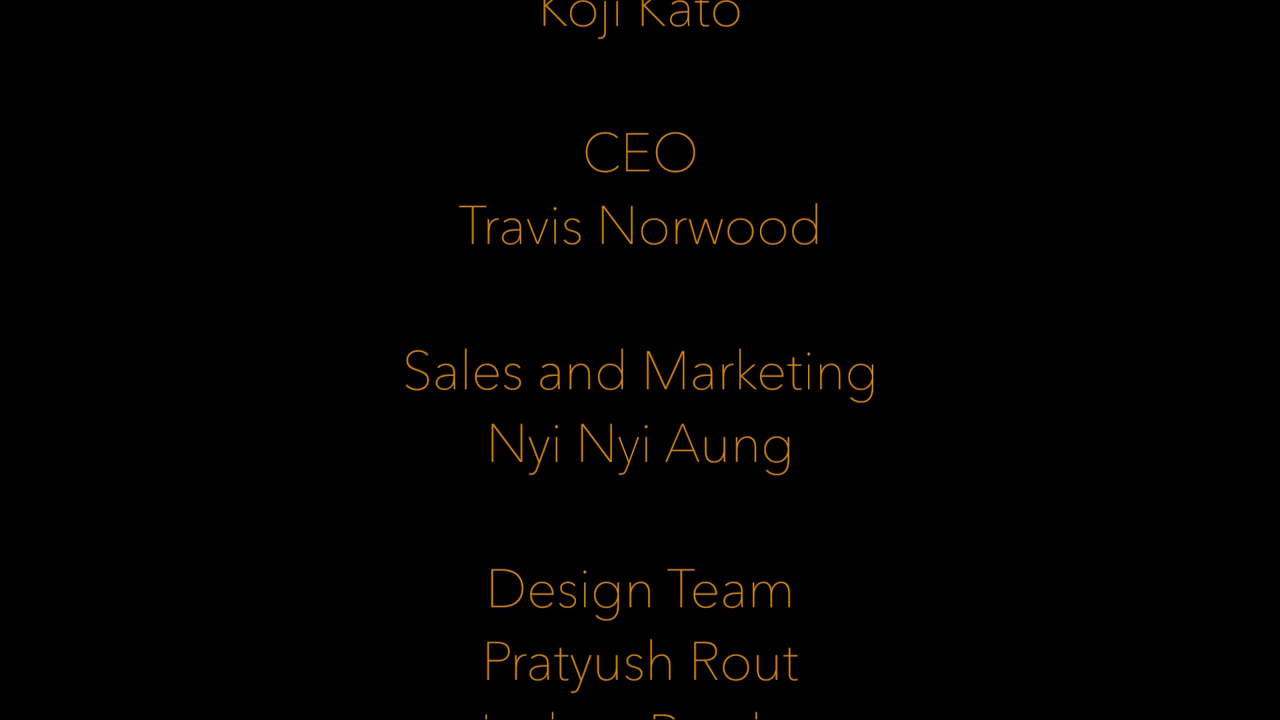 Koji Kato
CEO
Travis Norwood
Sales and Marketing
Nyi Nyi Aung
Design Team
Pratyush Rout